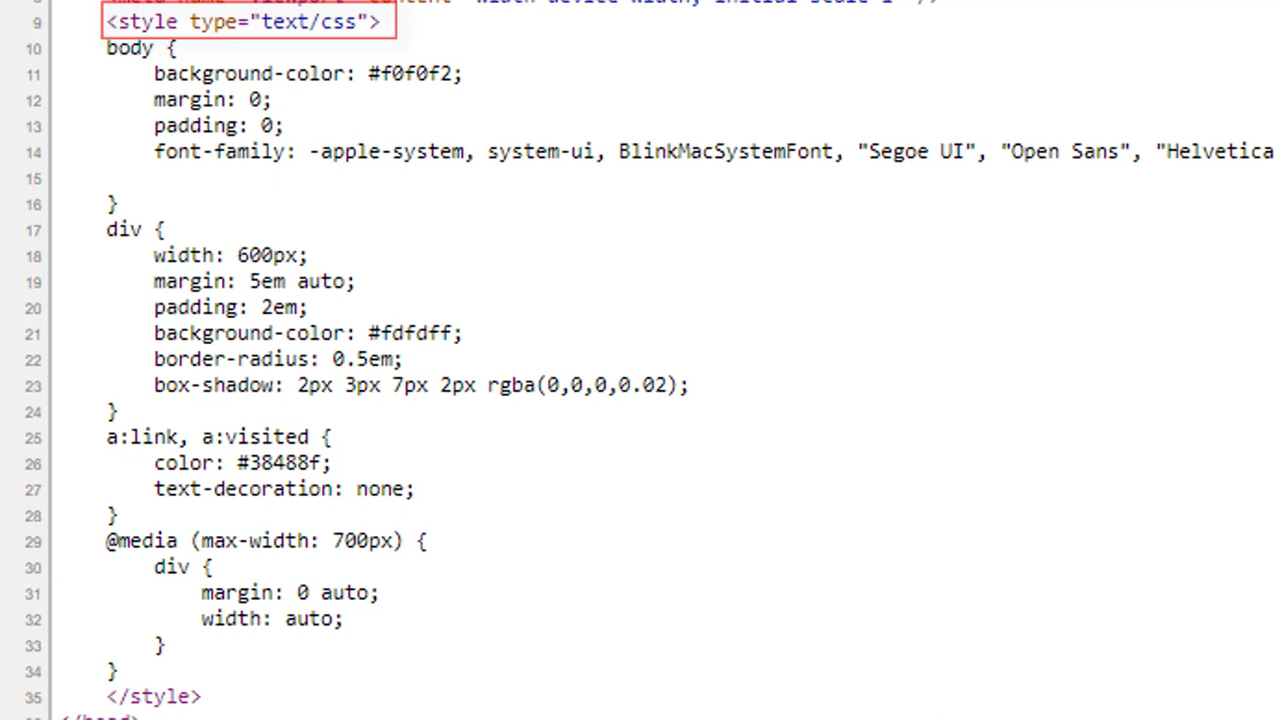 9 <style type="text/css">
10 body {
11 background-color: #f0f0f2;
12 margin: 0;
13 padding: 0;
14 font-family: -apple-system, system-ui, BlinkMacSystemFont, "Segoe UI", "Open Sans", "Helvetica
15
16 }
17 div {
18 width: 600px;
19 margin: 5em auto;
20 padding: 2em;
21 background-color: #fdfdff;
22 border-radius: 0.5em;
23 box-shadow: 2px 3px 7px 2px rgba(0,0,0,0.02);
24 }
25 a:link, a:visited {
26 color: #38488f;
27 text-decoration: none;
28 }
29 @media (max-width: 700px) {
30 div {
31 margin: 0 auto;
32 width: auto;
33 }
34 }
35 </style>